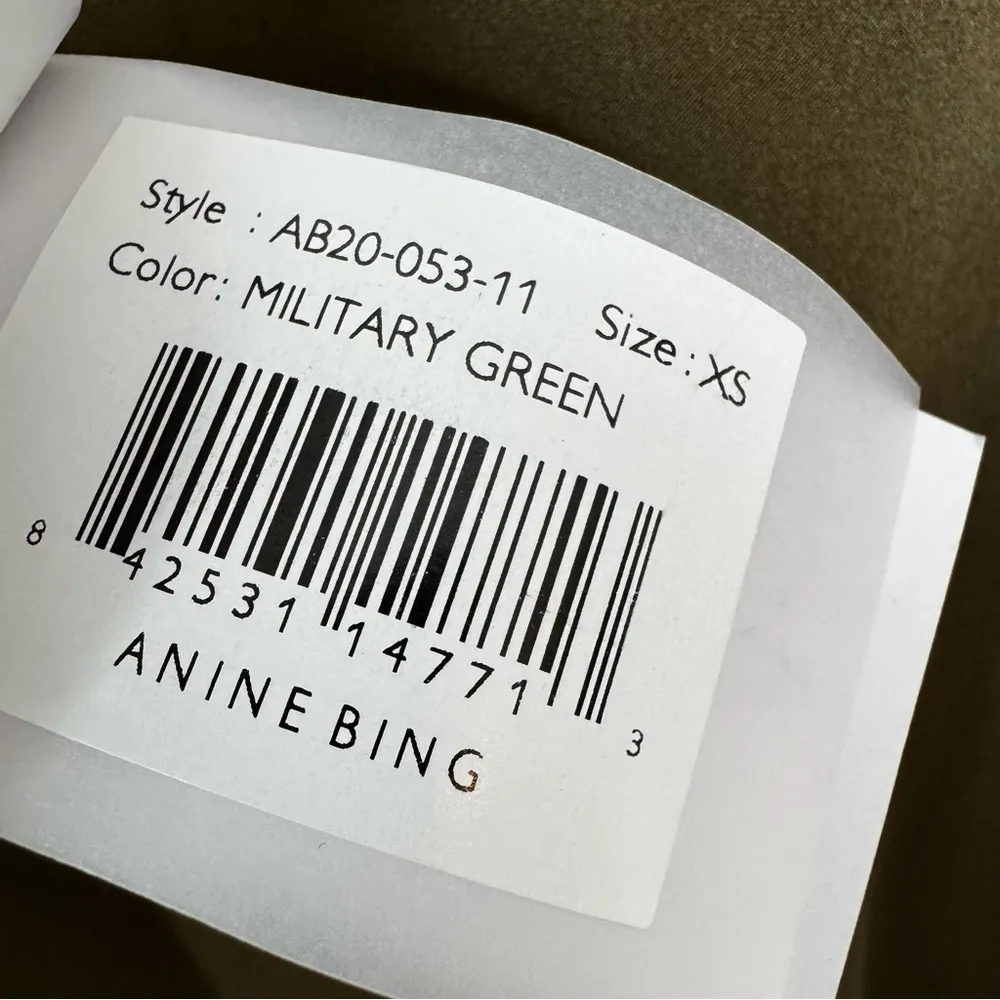 Style : AB20-053-11 Size : XS
Color: MILITARY GREEN
8 42531 14771 3
ANINE BING